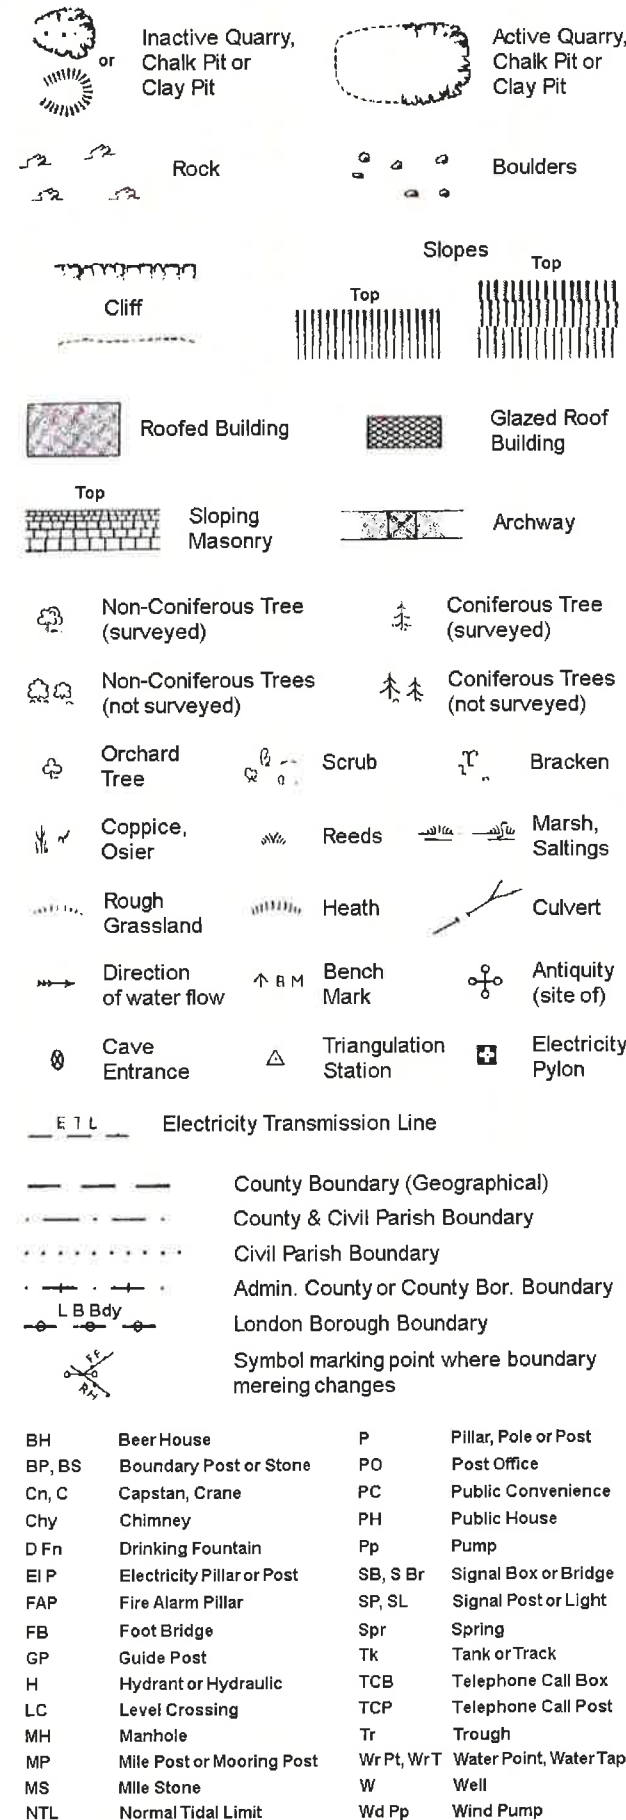 or
Inactive Quarry,
Chalk Pit or
Clay Pit
Active Quarry,
Chalk Pit or
Clay Pit
Rock
Boulders
Cliff
Slopes
Top
Top
Roofed Building
Glazed Roof
Building
Top
Sloping
Masonry
Archway
Non-Coniferous Tree
(surveyed)
Coniferous Tree
(surveyed)
Non-Coniferous Trees
(not surveyed)
Coniferous Trees
(not surveyed)
Orchard
Tree
Scrub
Bracken
Coppice,
Osier
Reeds
Marsh,
Saltings
Rough
Grassland
Heath
Culvert
Direction
of water flow
B M
Bench
Mark
Antiquity
(site of)
Cave
Entrance
Triangulation
Station
Electricity
Pylon
E T L
Electricity Transmission Line
County Boundary (Geographical)
County & Civil Parish Boundary
Civil Parish Boundary
Admin. County or County Bor. Boundary
L B Bdy
London Borough Boundary
FF
RH
Symbol marking point where boundary
mereing changes
BH Beer House P Pillar, Pole or Post
BP, BS Boundary Post or Stone PO Post Office
Cn, C Capstan, Crane PC Public Convenience
Chy Chimney PH Public House
D Fn Drinking Fountain Pp Pump
El P Electricity Pillar or Post SB, S Br Signal Box or Bridge
FAP Fire Alarm Pillar SP, SL Signal Post or Light
FB Foot Bridge Spr Spring
GP Guide Post Tk Tank or Track
H Hydrant or Hydraulic TCB Telephone Call Box
LC Level Crossing TCP Telephone Call Post
MH Manhole Tr Trough
MP Mile Post or Mooring Post Wr Pt, Wr T Water Point, Water Tap
MS Mile Stone W Well
NTL Normal Tidal Limit Wd Pp Wind Pump